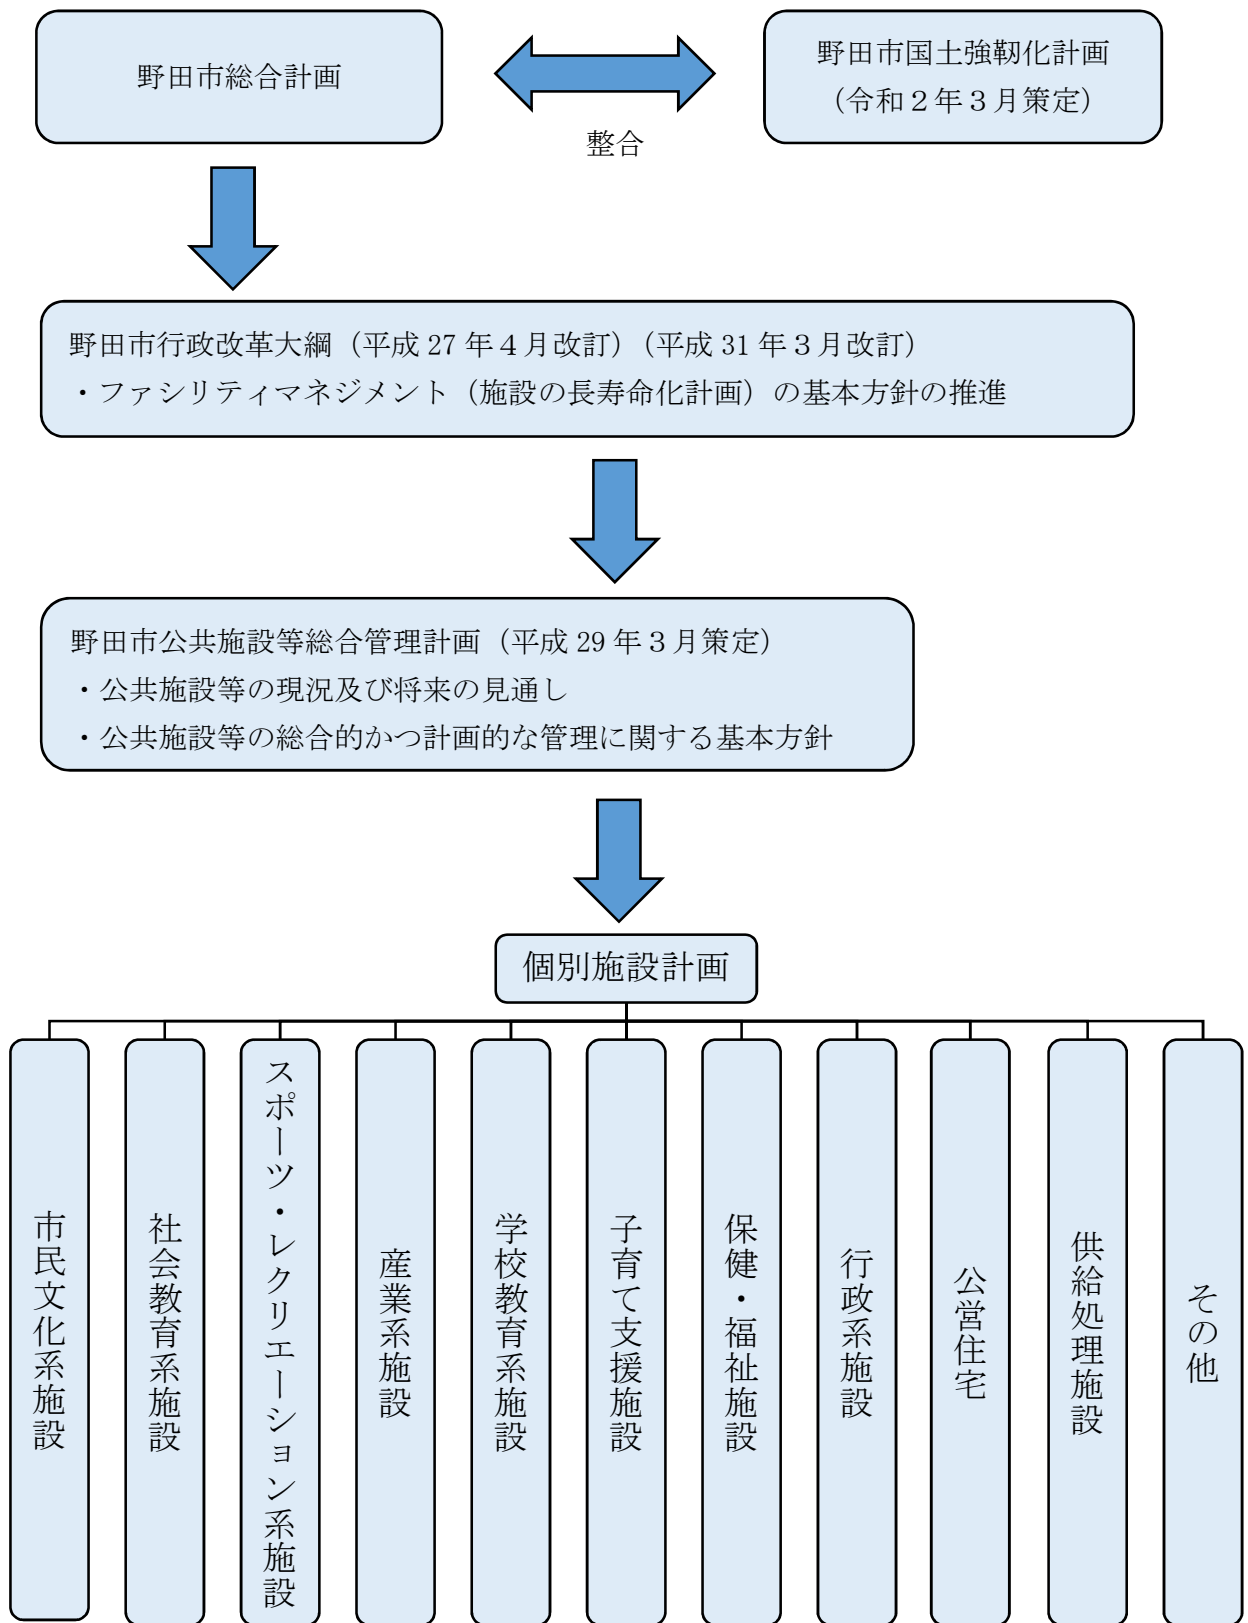 野田市総合計画
野田市国土強靭化計画
（令和２年３月策定）
整合
野田市行政改革大綱（平成 27 年４月改訂）（平成 31 年３月改訂）
・ファシリティマネジメント（施設の長寿命化計画）の基本方針の推進
野田市公共施設等総合管理計画（平成 29 年３月策定）
・公共施設等の現況及び将来の見通し
・公共施設等の総合的かつ計画的な管理に関する基本方針
個別施設計画
市民文化系施設
社会教育系施設
スポーツ・レクリエーション系施設
産業系施設
学校教育系施設
子育て支援施設
保健・福祉施設
行政系施設
公営住宅
供給処理施設
その他